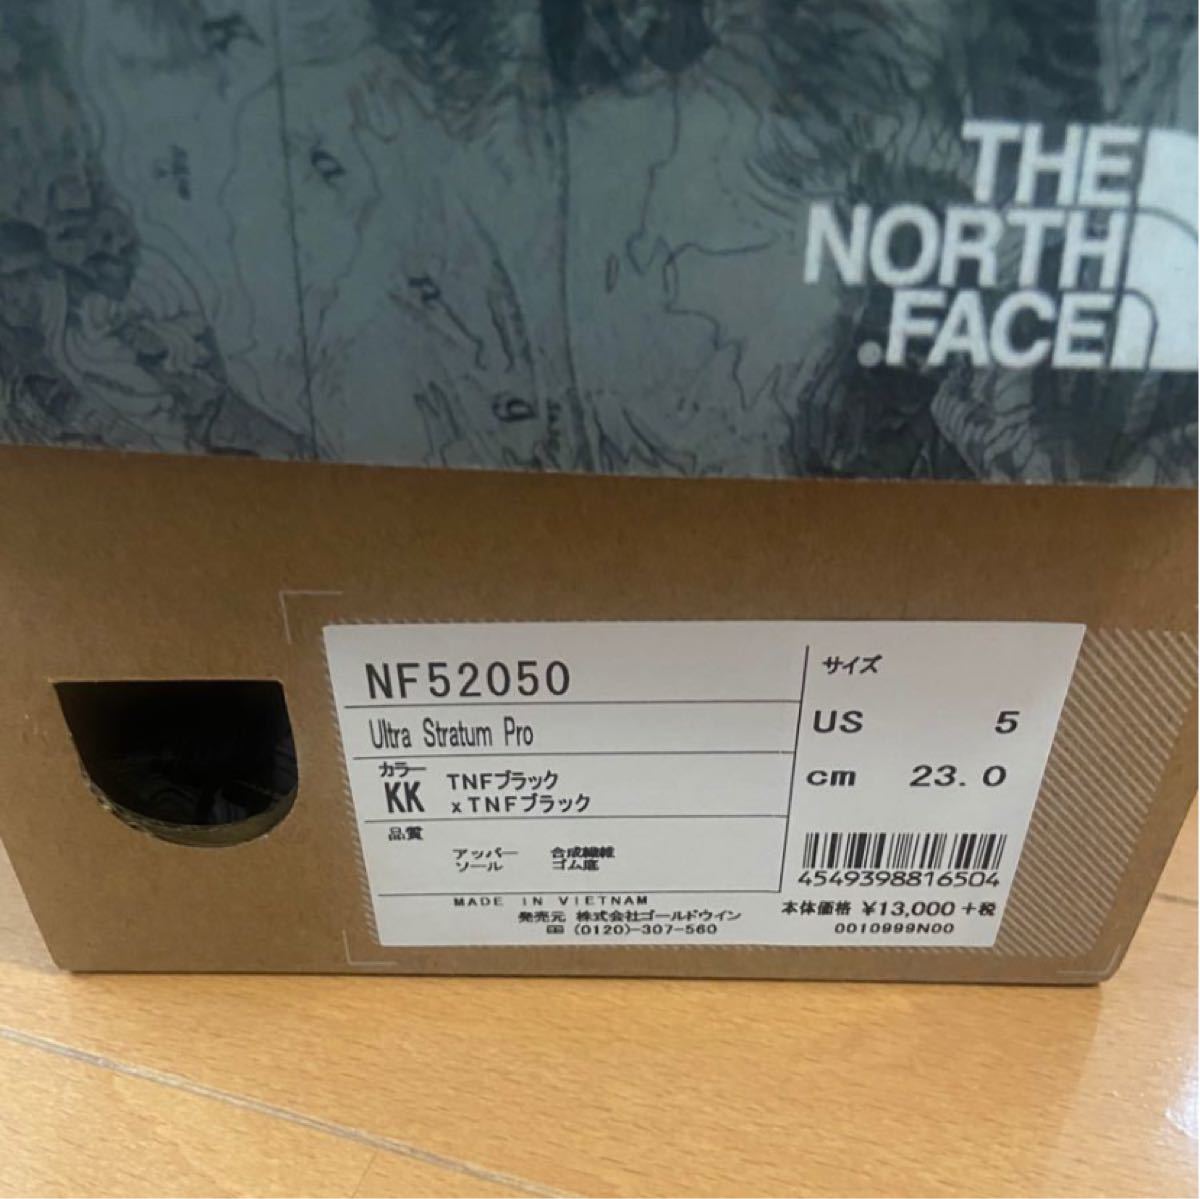 THE
NORTH
FACE
NF52050
Ultra Stratum Pro
カラー
KK
TNFブラック
xTNFブラック
品質
アッパー 合成繊維
ソール ゴム底
MADE IN VIETNAM
発売元 株式会社ゴールドウイン
(0120)-307-560
サイズ
US 5
cm 23.0
4549398816504
本体価格 ¥13,000+税
0010999N00